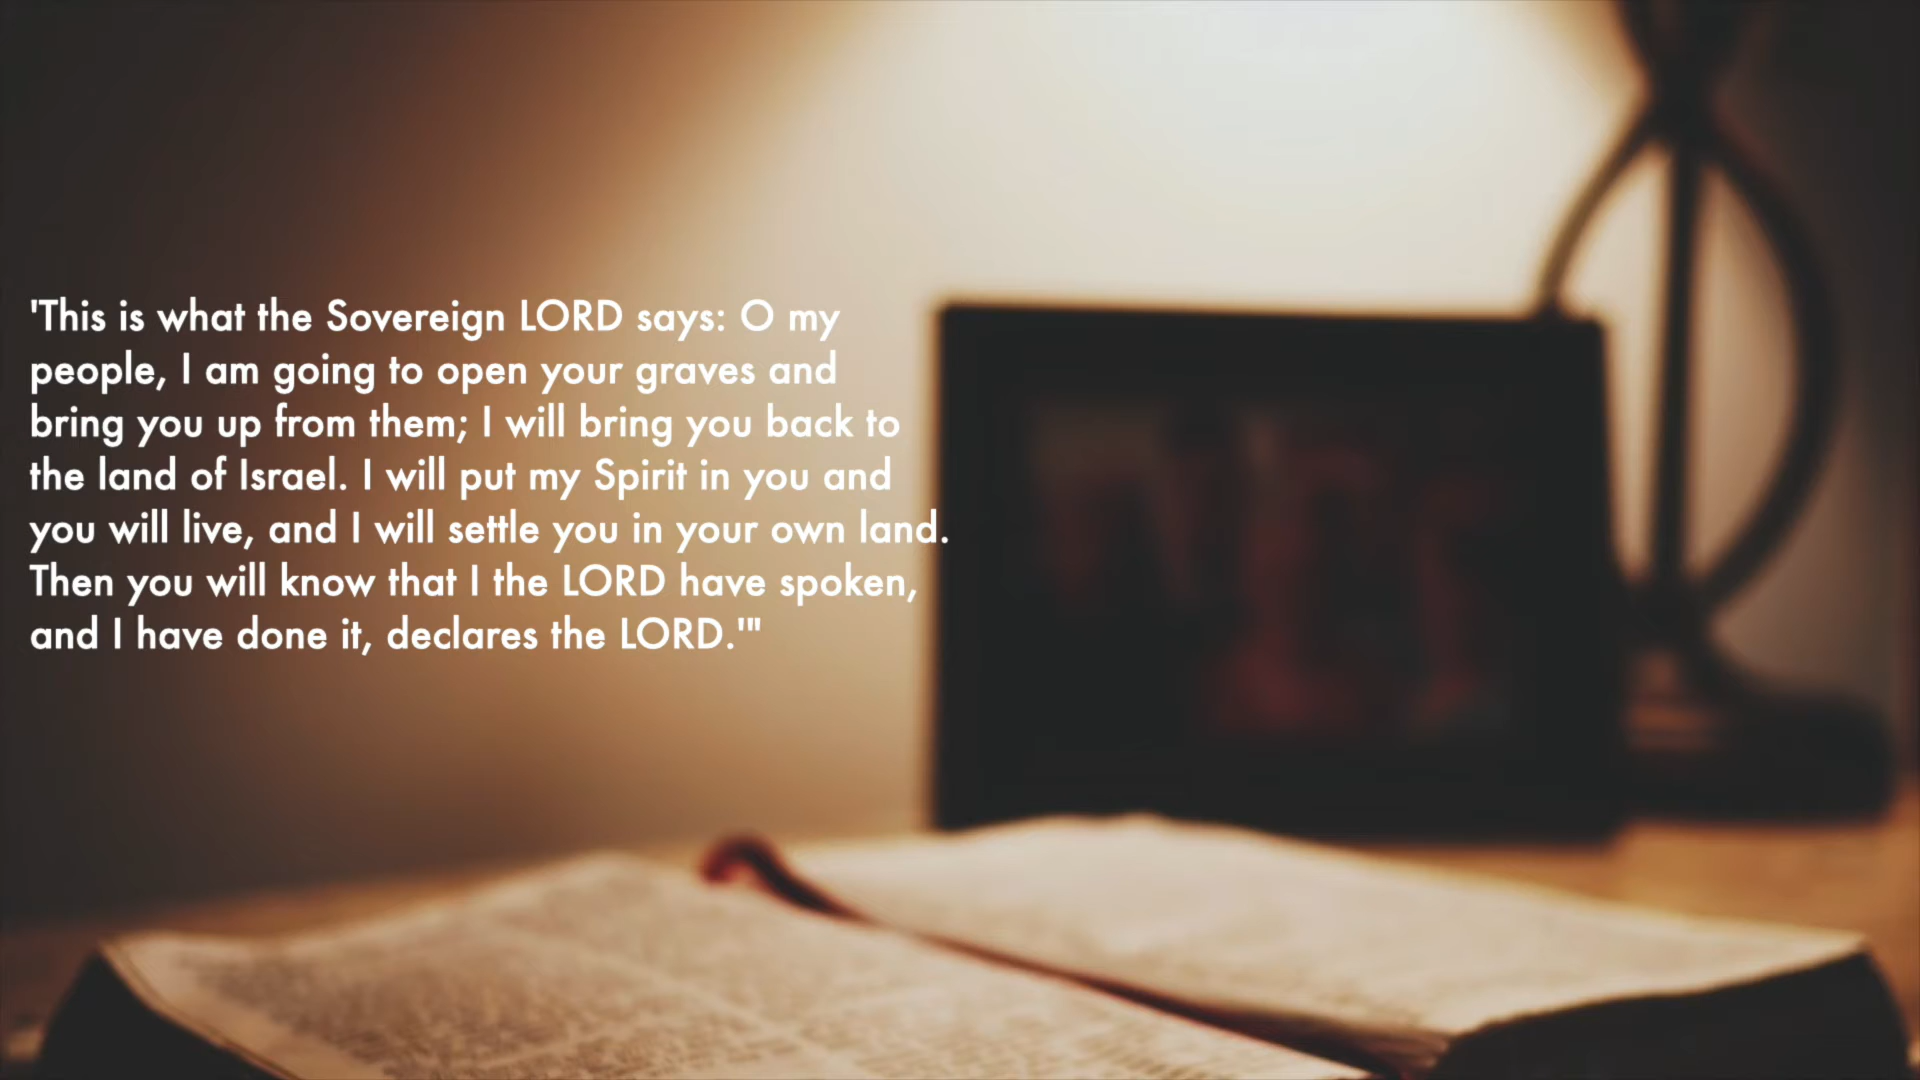 'This is what the Sovereign LORD says: O my
people, I am going to open your graves and
bring you up from them; I will bring you back to
the land of Israel. I will put my Spirit in you and
you will live, and I will settle you in your own land.
Then you will know that I the LORD have spoken,
and I have done it, declares the LORD.'"